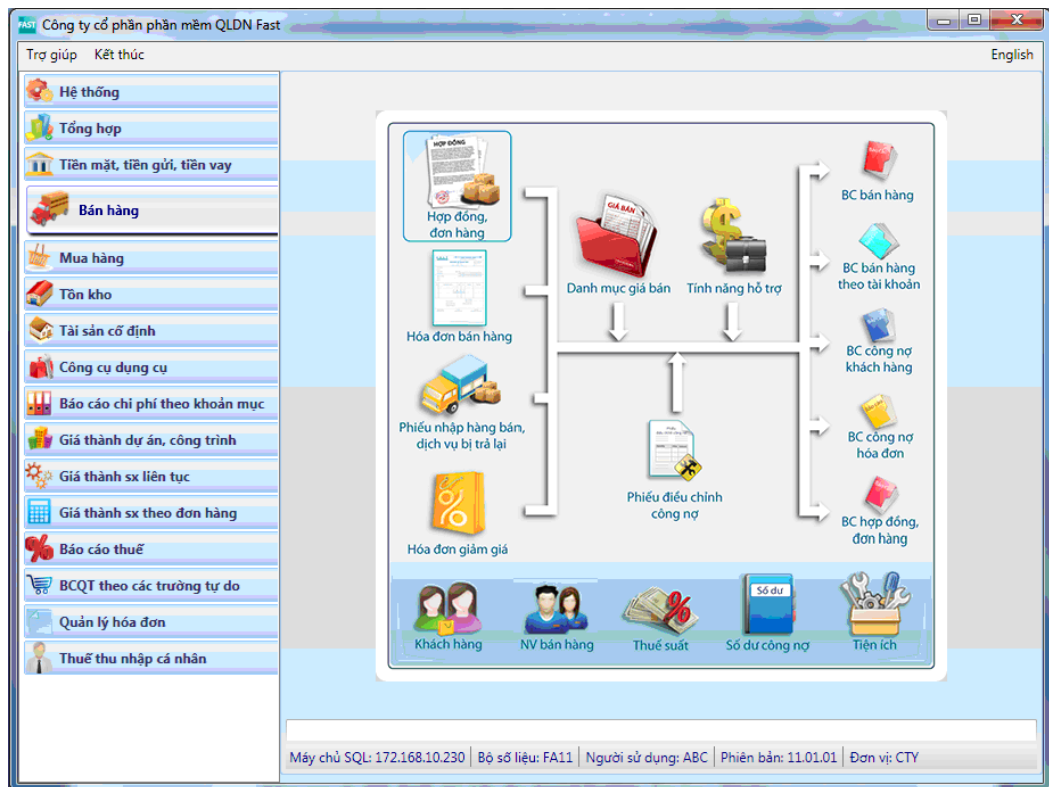 FAST Công ty cổ phần phần mềm QLDN Fast
Trợ giúp Kết thúc English
Hệ thống
Tổng hợp
Tiền mặt, tiền gửi, tiền vay
Bán hàng
Mua hàng
Tồn kho
Tài sản cố định
Công cụ dụng cụ
Báo cáo chi phí theo khoản mục
Giá thành dự án, công trình
Giá thành sx liên tục
Giá thành sx theo đơn hàng
Báo cáo thuế
BCQT theo các trường tự do
Quản lý hóa đơn
Thuế thu nhập cá nhân
HỢP ĐỒNG
Hợp đồng,
đơn hàng
Hóa đơn bán hàng
Phiếu nhập hàng bán,
dịch vụ bị trả lại
Hóa đơn giảm giá
GIÁ BÁN
Danh mục giá bán
Tính năng hỗ trợ
Phiếu điều chỉnh
công nợ
BC bán hàng
BC bán hàng
theo tài khoản
BC công nợ
khách hàng
BC công nợ
hóa đơn
BC hợp đồng,
đơn hàng
Khách hàng
NV bán hàng
Thuế suất
Số dư
Số dư công nợ
Tiện ích
Máy chủ SQL: 172.168.10.230 Bộ số liệu: FA11 Người sử dụng: ABC Phiên bản: 11.01.01 Đơn vị: CTY